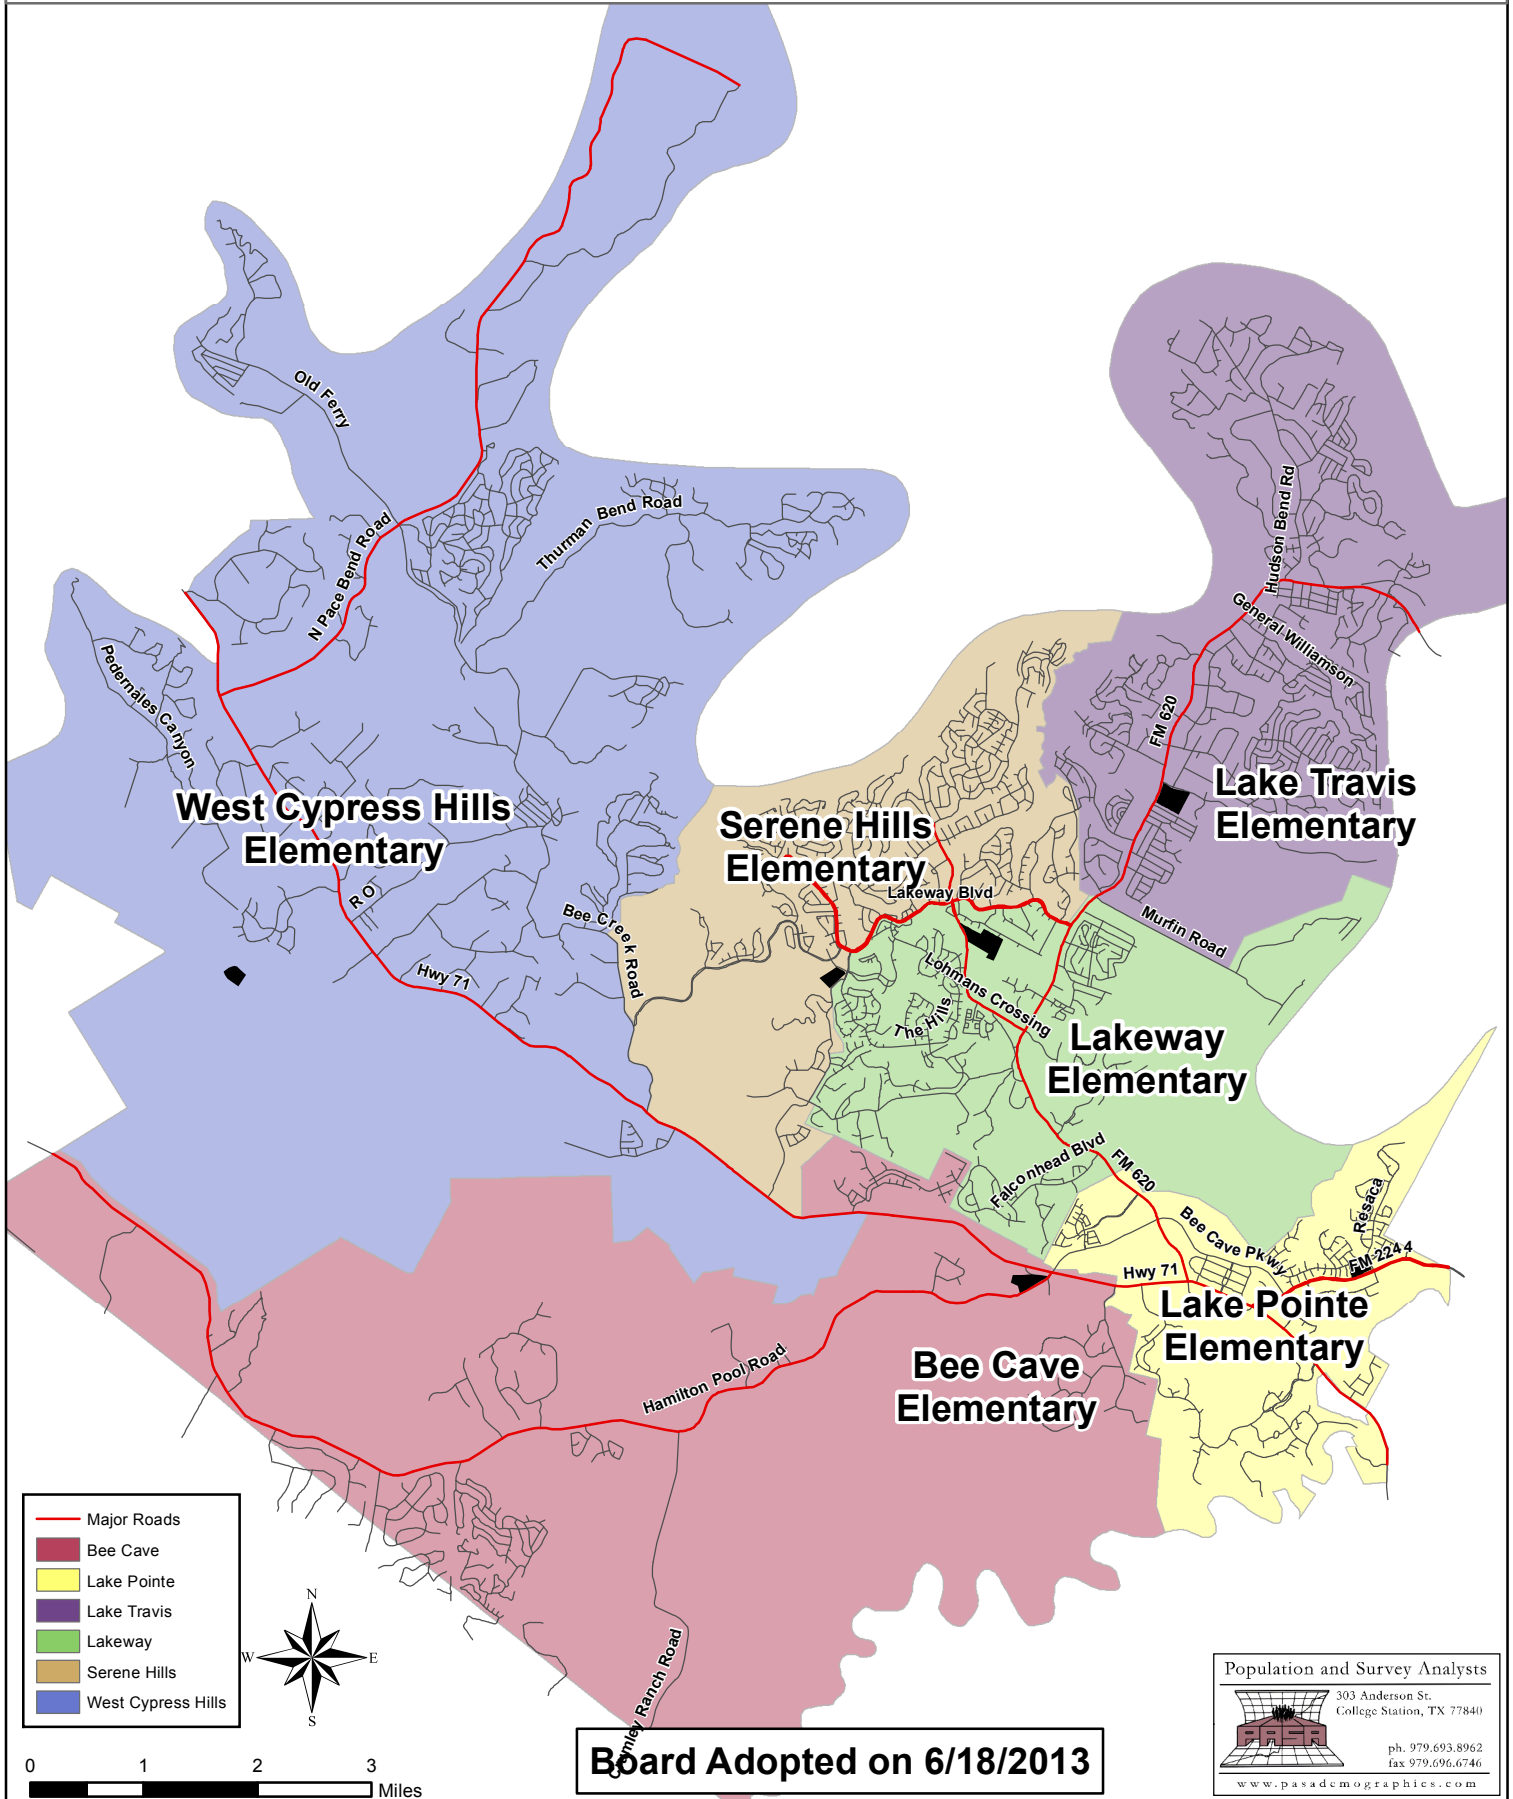 Old Ferry
Thurman Bend Road
N Pace Bend Road
Hudson Bend Rd
General Williamson
Pedernales Canyon
FM 620
West Cypress Hills
Elementary
Serene Hills
Elementary
Lake Travis
Elementary
R O
Lakeway Blvd
Bee Creek Road
Murfin Road
Hwy 71
Lohmans Crossing
The Hills
Lakeway
Elementary
Falconhead Blvd
FM 620
Resaca
Bee Cave Pkwy
FM 2244
Hwy 71
Lake Pointe
Elementary
Bee Cave
Elementary
Hamilton Pool Road
Major Roads
Bee Cave
Lake Pointe
Lake Travis
Lakeway
Serene Hills
West Cypress Hills
N
W
E
S
Ranch Road
0 1 2 3
Miles
Board Adopted on 6/18/2013
Population and Survey Analysts
303 Anderson St.
College Station, TX 77840
ph. 979.693.8962
fax 979.696.6746
www.pasademographics.com